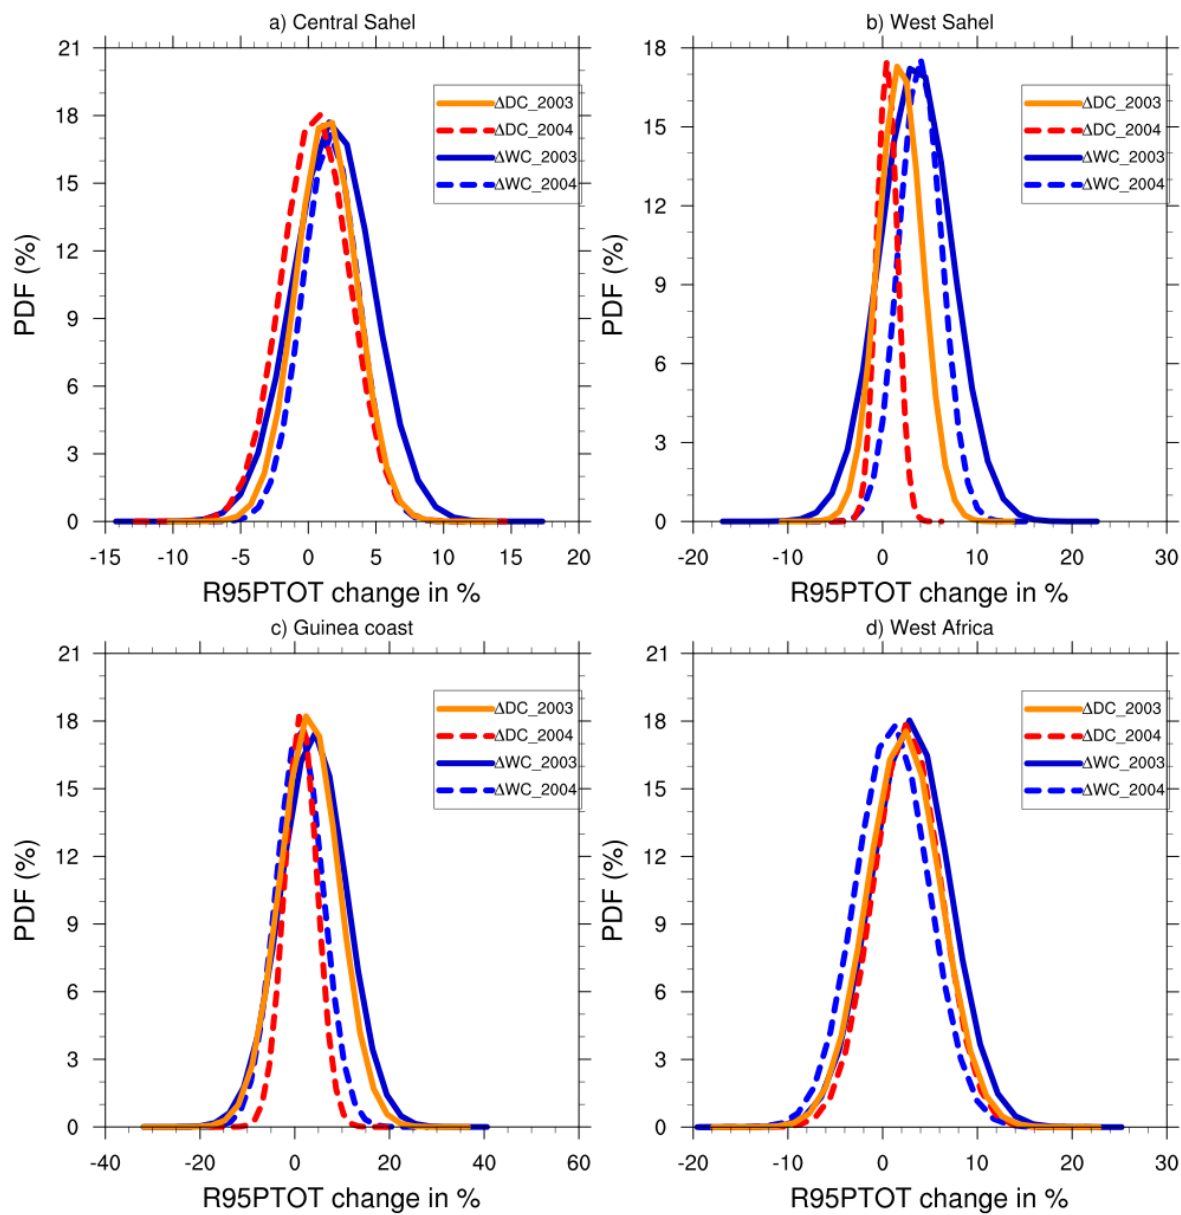 a) Central Sahel
21
18
15
12
9
6
3
0
PDF (%)
ΔDC_2003
ΔDC_2004
ΔWC_2003
ΔWC_2004
-15 -10 -5 0 5 10 15 20
R95PTOT change in %
b) West Sahel
18
15
12
9
6
3
0
PDF (%)
ΔDC_2003
ΔDC_2004
ΔWC_2003
ΔWC_2004
-20 -10 0 10 20 30
R95PTOT change in %
c) Guinea coast
21
18
15
12
9
6
3
0
PDF (%)
ΔDC_2003
ΔDC_2004
ΔWC_2003
ΔWC_2004
-40 -20 0 20 40 60
R95PTOT change in %
d) West Africa
21
18
15
12
9
6
3
0
PDF (%)
ΔDC_2003
ΔDC_2004
ΔWC_2003
ΔWC_2004
-20 -10 0 10 20 30
R95PTOT change in %